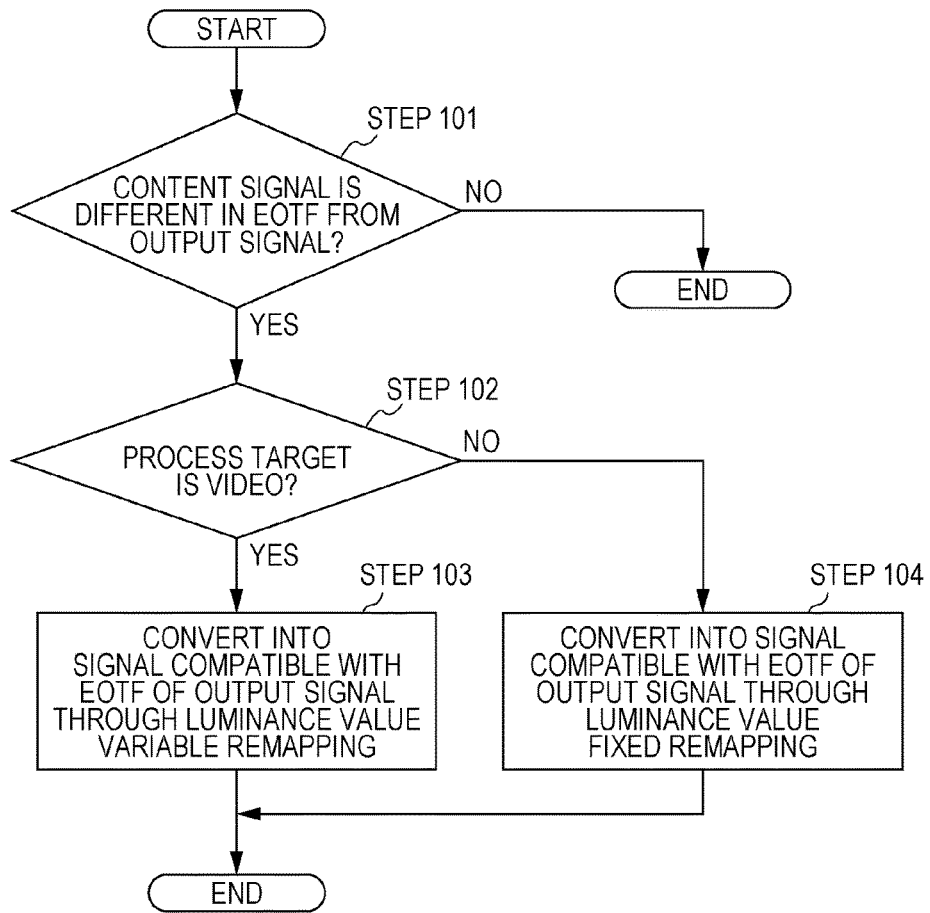 START
STEP 101
CONTENT SIGNAL IS
DIFFERENT IN EOTF FROM
OUTPUT SIGNAL?
NO
END
YES
STEP 102
PROCESS TARGET
IS VIDEO?
NO
YES
STEP 103
CONVERT INTO
SIGNAL COMPATIBLE WITH
EOTF OF OUTPUT SIGNAL
THROUGH LUMINANCE VALUE
VARIABLE REMAPPING
STEP 104
CONVERT INTO SIGNAL
COMPATIBLE WITH EOTF OF
OUTPUT SIGNAL THROUGH
LUMINANCE VALUE
FIXED REMAPPING
END